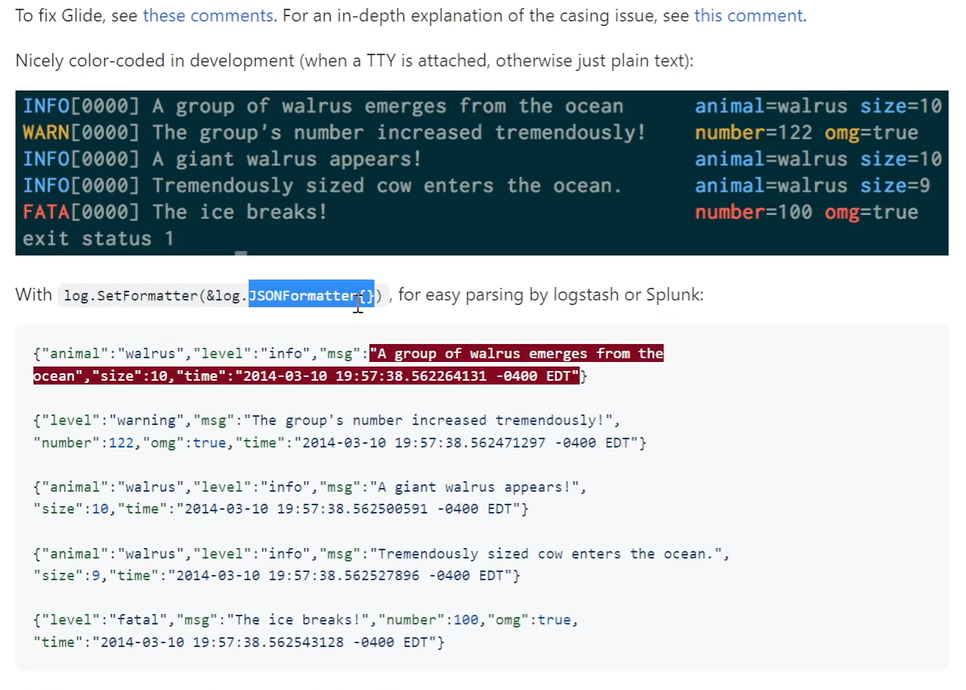 To fix Glide, see these comments. For an in-depth explanation of the casing issue, see this comment.
Nicely color-coded in development (when a TTY is attached, otherwise just plain text):
INFO[0000] A group of walrus emerges from the ocean animal=walrus size=10
WARN[0000] The group's number increased tremendously! number=122 omg=true
INFO[0000] A giant walrus appears! animal=walrus size=10
INFO[0000] Tremendously sized cow enters the ocean. animal=walrus size=9
FATA[0000] The ice breaks! number=100 omg=true
exit status 1
With log.SetFormatter(&log.JSONFormatter{}), for easy parsing by logstash or Splunk:
{"animal":"walrus","level":"info","msg":"A group of walrus emerges from the
ocean","size":10,"time":"2014-03-10 19:57:38.562264131 -0400 EDT"}
{"level":"warning","msg":"The group's number increased tremendously!",
"number":122,"omg":true,"time":"2014-03-10 19:57:38.562471297 -0400 EDT"}
{"animal":"walrus","level":"info","msg":"A giant walrus appears!",
"size":10,"time":"2014-03-10 19:57:38.562500591 -0400 EDT"}
{"animal":"walrus","level":"info","msg":"Tremendously sized cow enters the ocean.",
"size":9,"time":"2014-03-10 19:57:38.562527896 -0400 EDT"}
{"level":"fatal","msg":"The ice breaks!","number":100,"omg":true,
"time":"2014-03-10 19:57:38.562543128 -0400 EDT"}